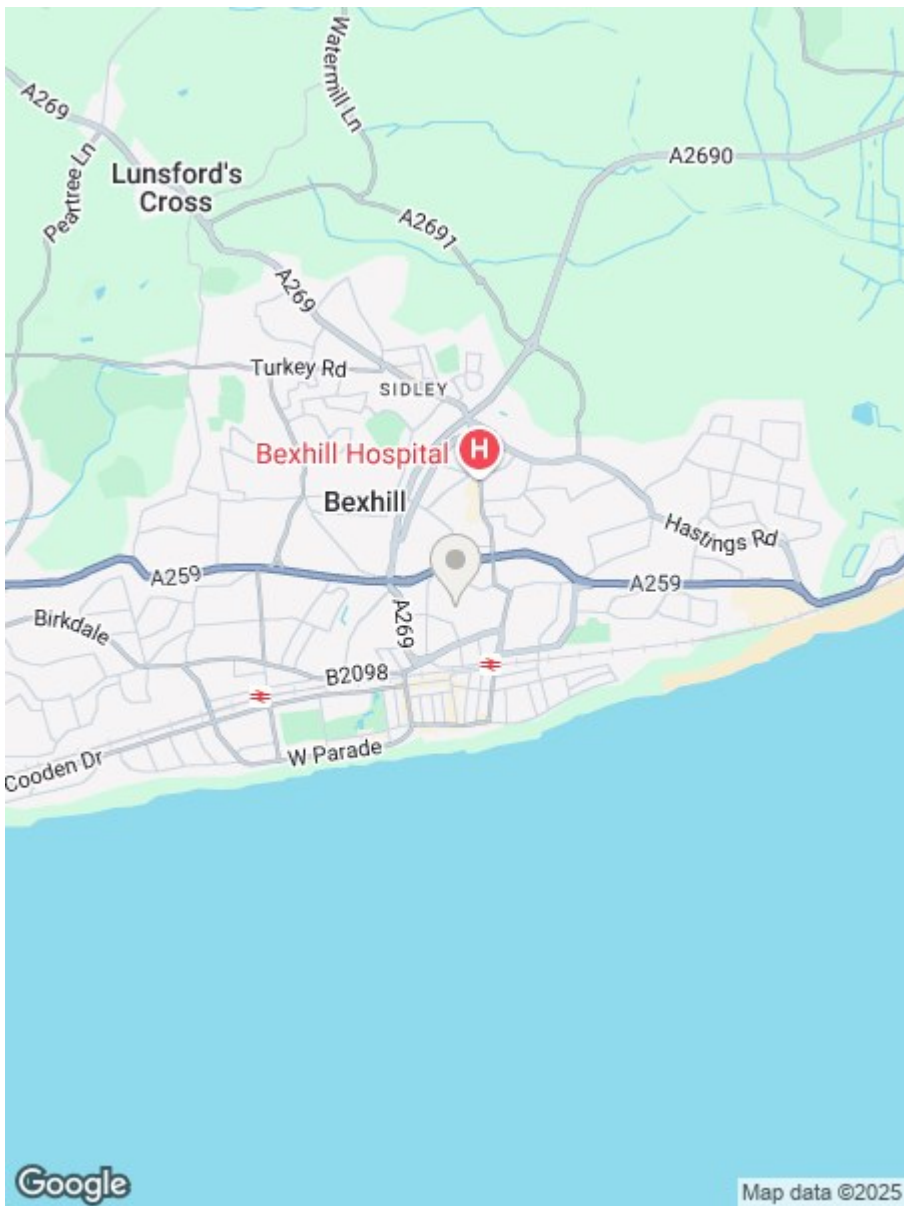 Watermill Ln
A269
A2690
Peartree Ln
Lunsford's
Cross
A2691
A269
Turkey Rd
SIDLEY
Bexhill Hospital
H
Bexhill
Hastings Rd
A259
A259
Birkdale
A269
B2098
W Parade
Cooden Dr
Google
Map data ©2025